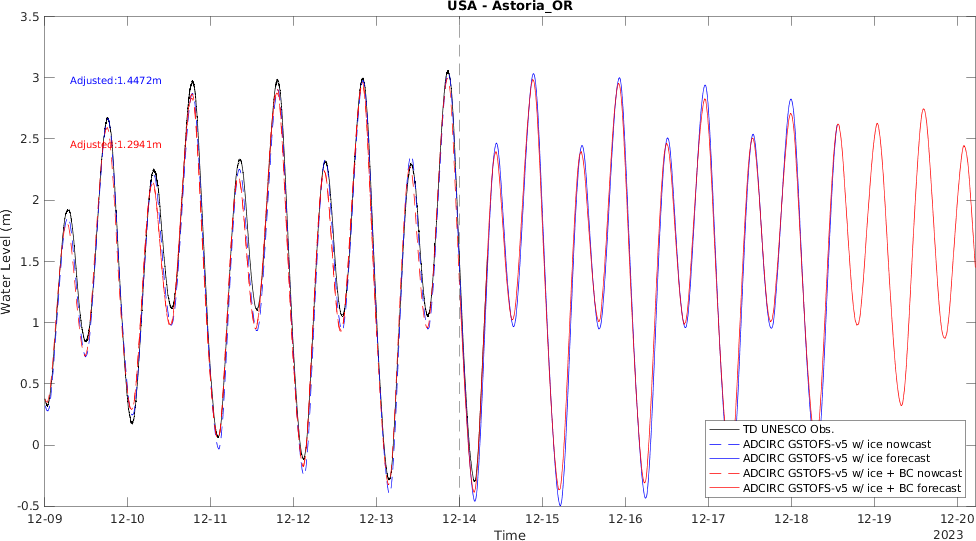 USA - Astoria_OR
3.5
3
2.5
2
1.5
1
0.5
0
-0.5
Water Level (m)
Adjusted:1.4472m
Adjusted:1.2941m
TD UNESCO Obs.
ADCIRC GSTOFS-v5 w/ ice nowcast
ADCIRC GSTOFS-v5 w/ ice forecast
ADCIRC GSTOFS-v5 w/ ice + BC nowcast
ADCIRC GSTOFS-v5 w/ ice + BC forecast
12-09 12-10 12-11 12-12 12-13 12-14 12-15 12-16 12-17 12-18 12-19 12-20
Time
2023